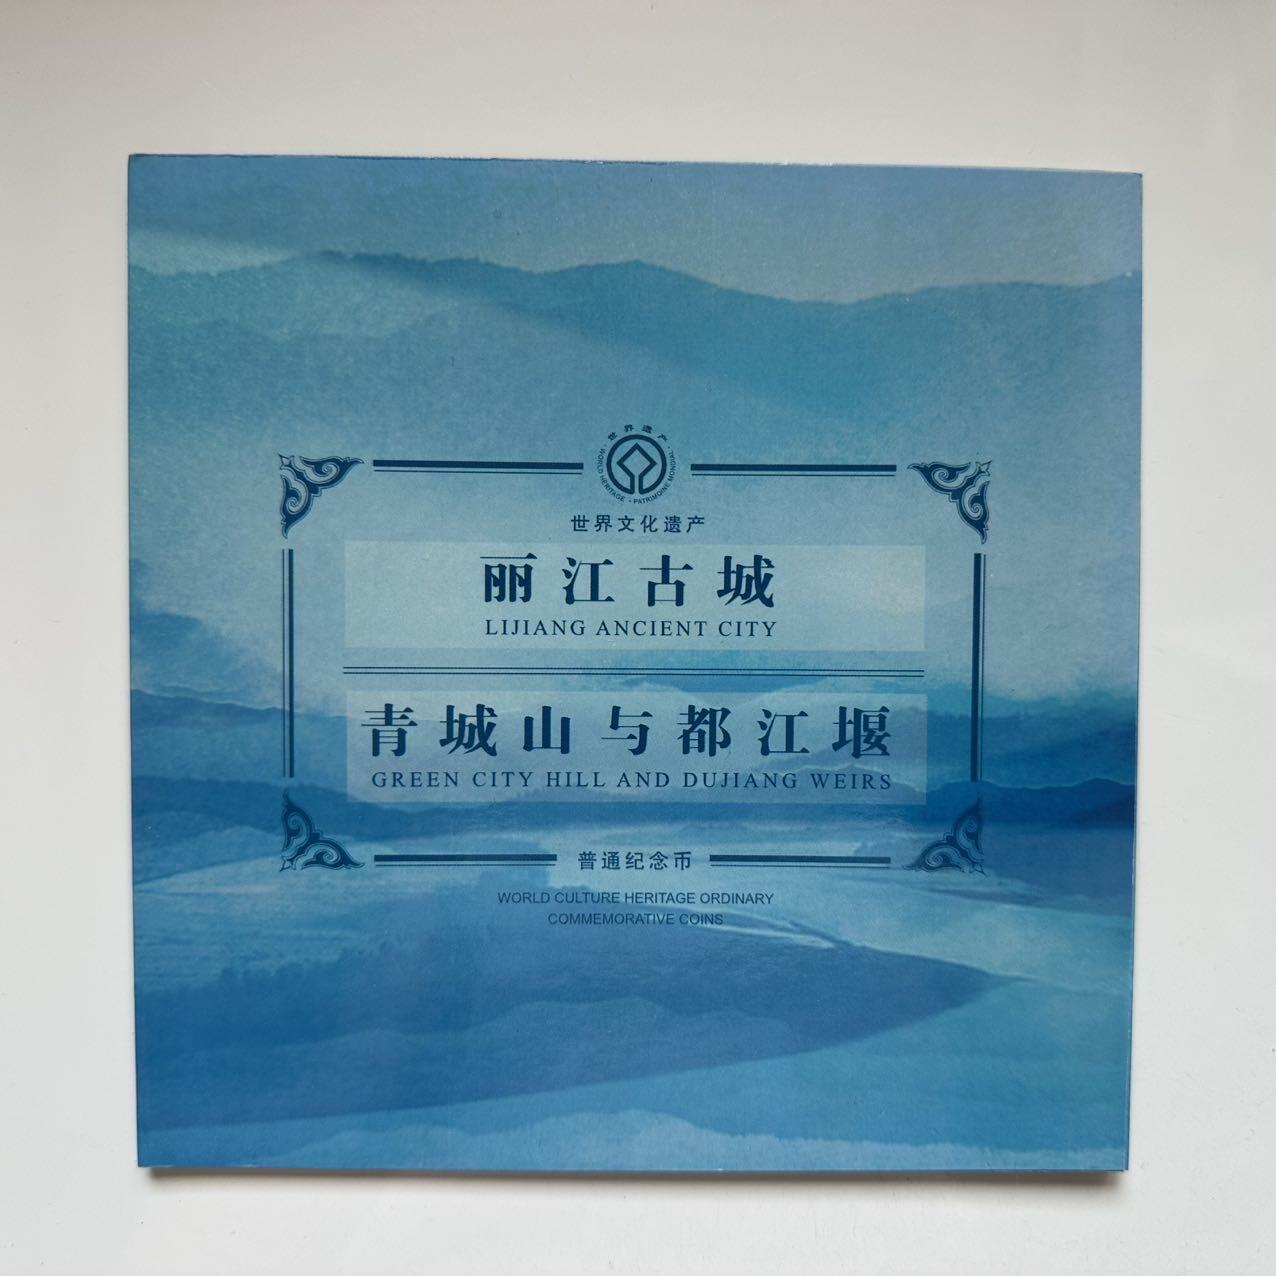 世界遗产
WORLD HERITAGE · PATRIMOINE MONDIAL
世界文化遗产
丽江古城
LIJIANG ANCIENT CITY
青城山与都江堰
GREEN CITY HILL AND DUJIANG WEIRS
普通纪念币
WORLD CULTURE HERITAGE ORDINARY
COMMEMORATIVE COINS